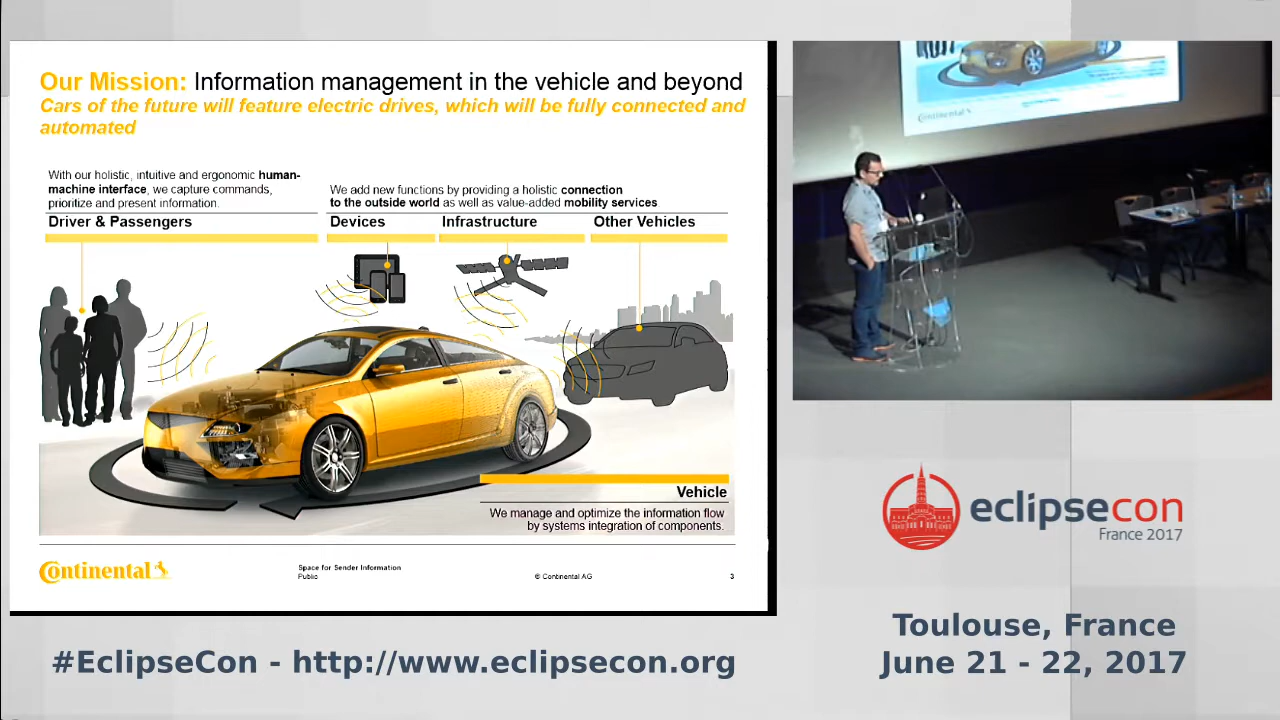 Our Mission: Information management in the vehicle and beyond
Cars of the future will feature electric drives, which will be fully connected and
automated
With our holistic, intuitive and ergonomic human-
machine interface, we capture commands,
prioritize and present information.
We add new functions by providing a holistic connection
to the outside world as well as value-added mobility services.
Driver & Passengers
Devices
Infrastructure
Other Vehicles
Vehicle
We manage and optimize the information flow
by systems integration of components.
Continental
Space for Sender Information
Public
© Continental AG
3
Continental
eclipsecon
France 2017
Toulouse, France
June 21 - 22, 2017
#EclipseCon - http://www.eclipsecon.org